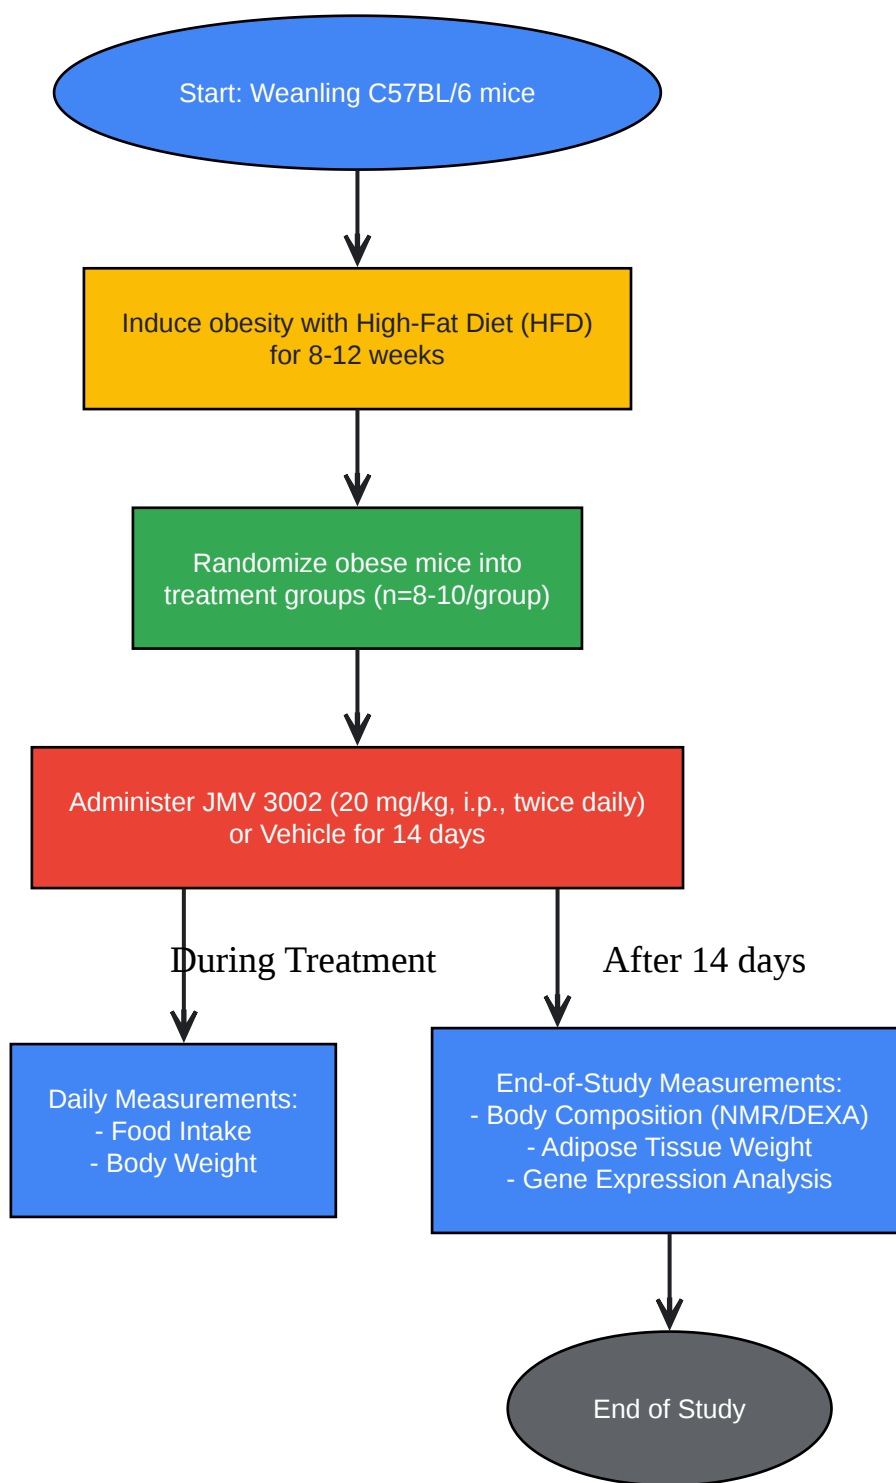 Start: Weanling C57BL/6 mice
Induce obesity with High-Fat Diet (HFD)
for 8-12 weeks
Randomize obese mice into
treatment groups (n=8-10/group)
Administer JMV 3002 (20 mg/kg, i.p., twice daily)
or Vehicle for 14 days
During Treatment
After 14 days
Daily Measurements:
- Food Intake
- Body Weight
End-of-Study Measurements:
- Body Composition (NMR/DEXA)
- Adipose Tissue Weight
- Gene Expression Analysis
End of Study